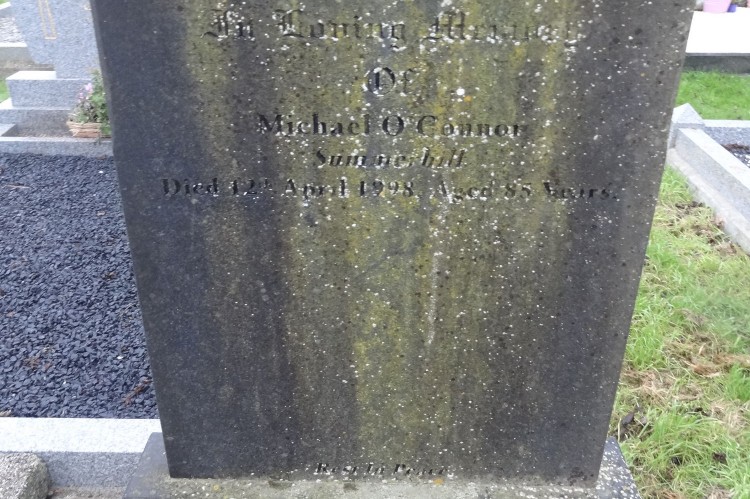 In Loving Memory
Of
Michael O'Connor
Summerhill
Died 12th April 1998. Aged 85 Years.
Rest In Peace